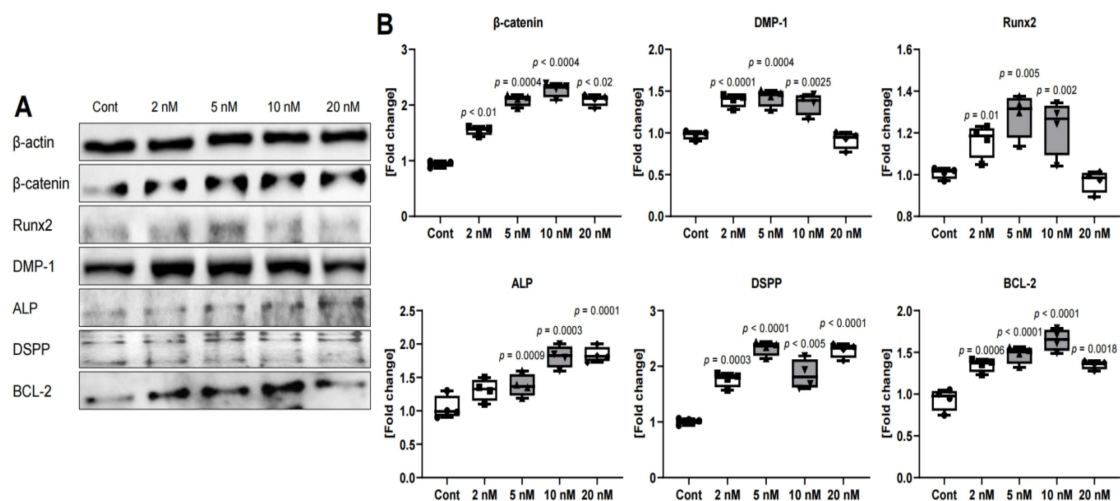 A
Cont 2 nM 5 nM 10 nM 20 nM
β-actin
β-catenin
Runx2
DMP-1
ALP
DSPP
BCL-2
B
β-catenin
[Fold change]
3
2
1
0
p < 0.01
p = 0.0004
p < 0.0004
p < 0.02
Cont 2 nM 5 nM 10 nM 20 nM
DMP-1
[Fold change]
2.0
1.5
1.0
0.5
0.0
p < 0.0001
p = 0.0004
p = 0.0025
Cont 2 nM 5 nM 10 nM 20 nM
Runx2
[Fold change]
1.6
1.4
1.2
1.0
0.8
p = 0.01
p = 0.005
p = 0.002
Cont 2 nM 5 nM 10 nM 20 nM
ALP
[Fold change]
2.5
2.0
1.5
1.0
0.5
0.0
p = 0.0009
p = 0.0003
p = 0.0001
Cont 2 nM 5 nM 10 nM 20 nM
DSPP
[Fold change]
3
2
1
0
p = 0.0003
p < 0.0001
p < 0.005
p < 0.0001
Cont 2 nM 5 nM 10 nM 20 nM
BCL-2
[Fold change]
2.0
1.5
1.0
0.5
0.0
p = 0.0006
p < 0.0001
p < 0.0001
p = 0.0018
Cont 2 nM 5 nM 10 nM 20 nM